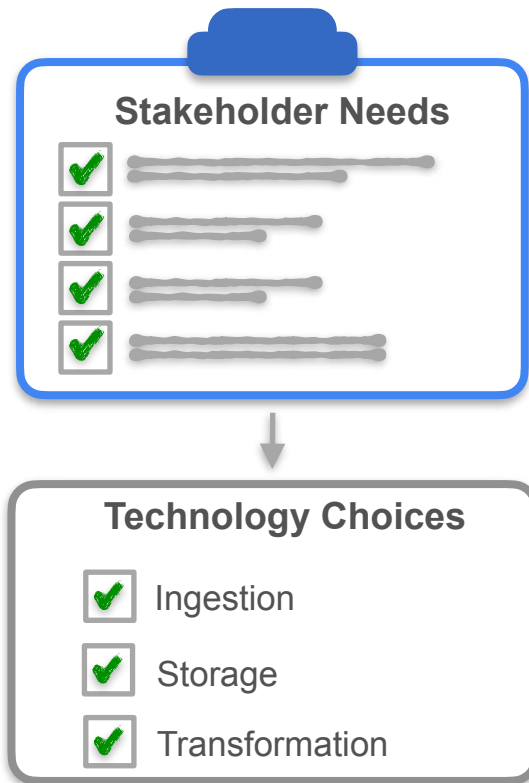 Stakeholder Needs
Technology Choices
Ingestion
Storage
Transformation